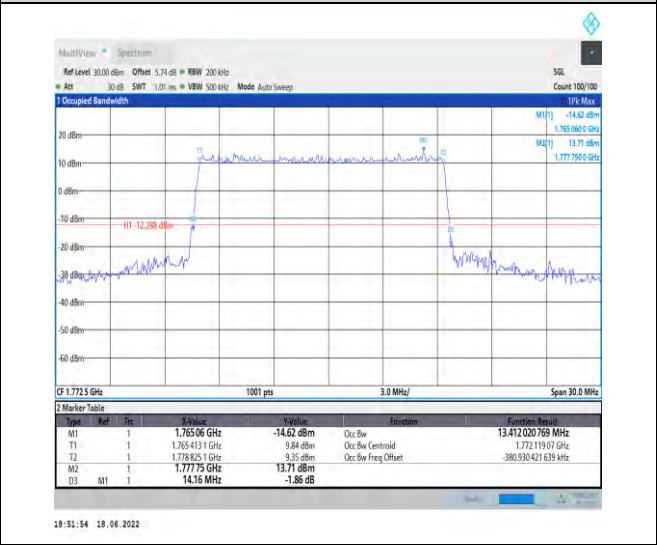 MultiView Spectrum
Ref Level 30.00 dBm Offset 5.74 dB RBW 200 kHz SGL
Att 30 dB SWT 1.01 ms VBW 500 kHz Mode Auto Sweep Count 100/100
1 Occupied Bandwidth 1Pk Max
M1[1] -14.62 dBm
1.765 060 0 GHz
M2[1] 13.71 dBm
1.777 750 0 GHz
20 dBm
T1 T2
10 dBm
0 dBm
-10 dBm
H1 -12.288 dBm
D3
-20 dBm
-30 dBm
-40 dBm
-50 dBm
-60 dBm
CF 1.772 5 GHz 1001 pts 3.0 MHz/ Span 30.0 MHz
2 Marker Table
Type Ref Trc X-Value Y-Value Function Function Result
M1 1 1.765 06 GHz -14.62 dBm Occ Bw 13.412 020 769 MHz
T1 1 1.765 413 1 GHz 9.84 dBm Occ Bw Centroid 1.772 119 07 GHz
T2 1 1.778 825 1 GHz 9.35 dBm Occ Bw Freq Offset -380.930 421 639 kHz
M2 1 1.777 75 GHz 13.71 dBm
D3 M1 1 14.16 MHz -1.86 dB
18:51:54 18.06.2022